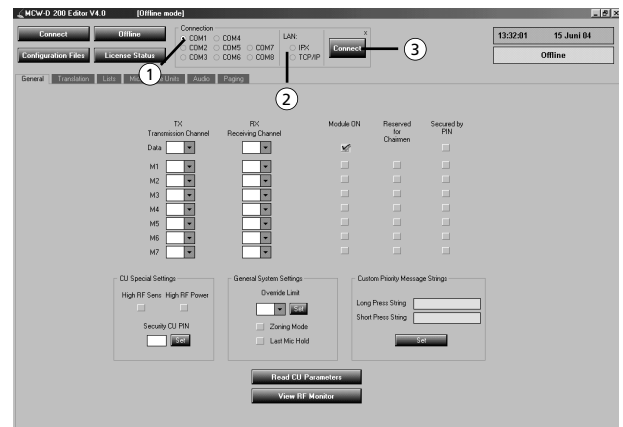 MCW-D 200 Editor V4.0 [Offline mode]
Connect Offline Connection LAN: x 13:32:01 15 Juni 04
COM1 COM4
COM2 COM5 COM7 IPX Connect 3
COM3 COM6 COM8 TCP/IP
Configuration Files License Status Offline
1 2
General Translation Lists Units Audio Paging
TX RX Module ON Reserved Secured by
Transmission Channel Receiving Channel for PIN
Chairmen
Data
M1
M2
M3
M4
M5
M6
M7
CU Special Settings General System Settings Custom Priority Message Strings
High RF Sens High RF Power Override Limit
Set Long Press String
Security CU PIN Zoning Mode Short Press String
Set Last Mic Hold Set
Read CU Parameters
View RF Monitor